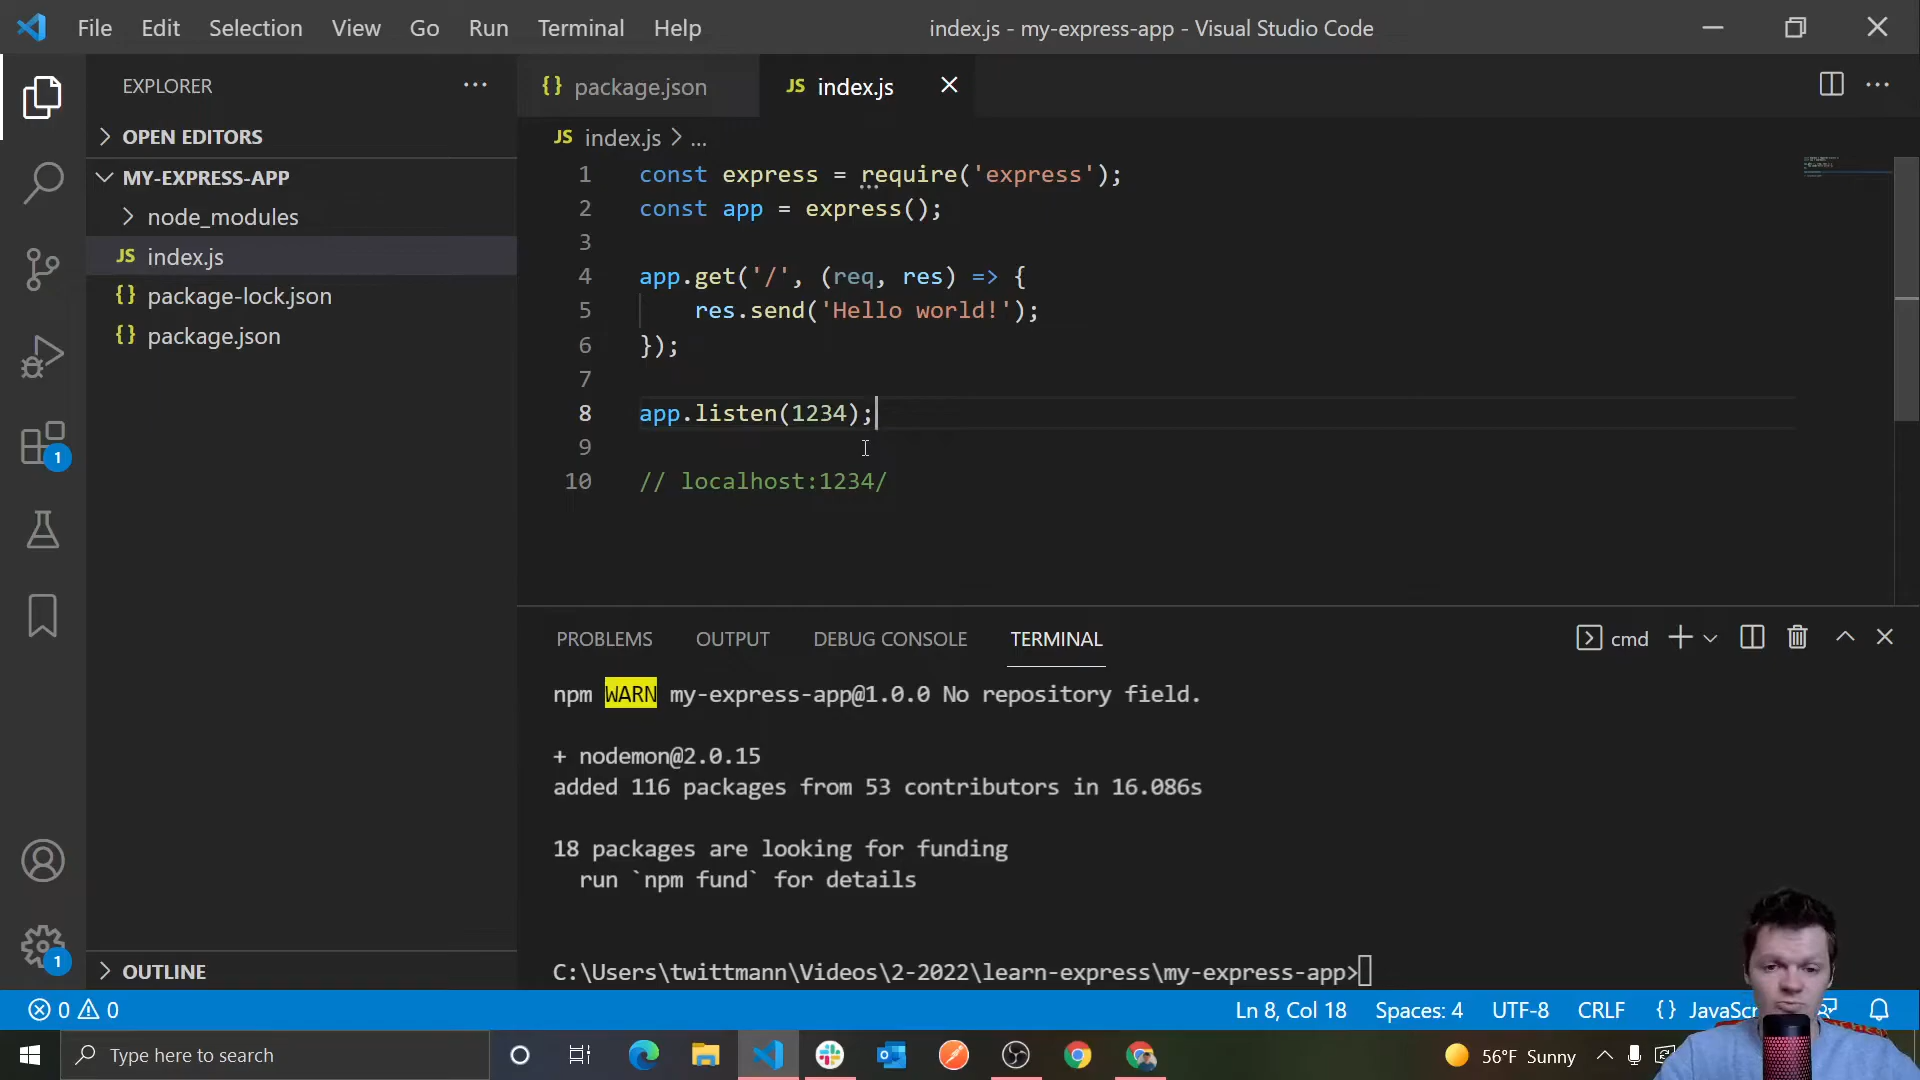 File Edit Selection View Go Run Terminal Help
index.js - my-express-app - Visual Studio Code
EXPLORER
OPEN EDITORS
MY-EXPRESS-APP
node_modules
JS index.js
{} package-lock.json
{} package.json
OUTLINE
{} package.json
JS index.js
JS index.js > ...
1 const express = require('express');
2 const app = express();
3
4 app.get('/', (req, res) => {
5 res.send('Hello world!');
6 });
7
8 app.listen(1234);
9
10 // localhost:1234/
PROBLEMS OUTPUT DEBUG CONSOLE TERMINAL
cmd
npm WARN my-express-app@1.0.0 No repository field.
+ nodemon@2.0.15
added 116 packages from 53 contributors in 16.086s
18 packages are looking for funding
run `npm fund` for details
C:\Users\twittmann\Videos\2-2022\learn-express\my-express-app>
1
1
0 0
Ln 8, Col 18 Spaces: 4 UTF-8 CRLF {} JavaSc
Type here to search
56°F Sunny